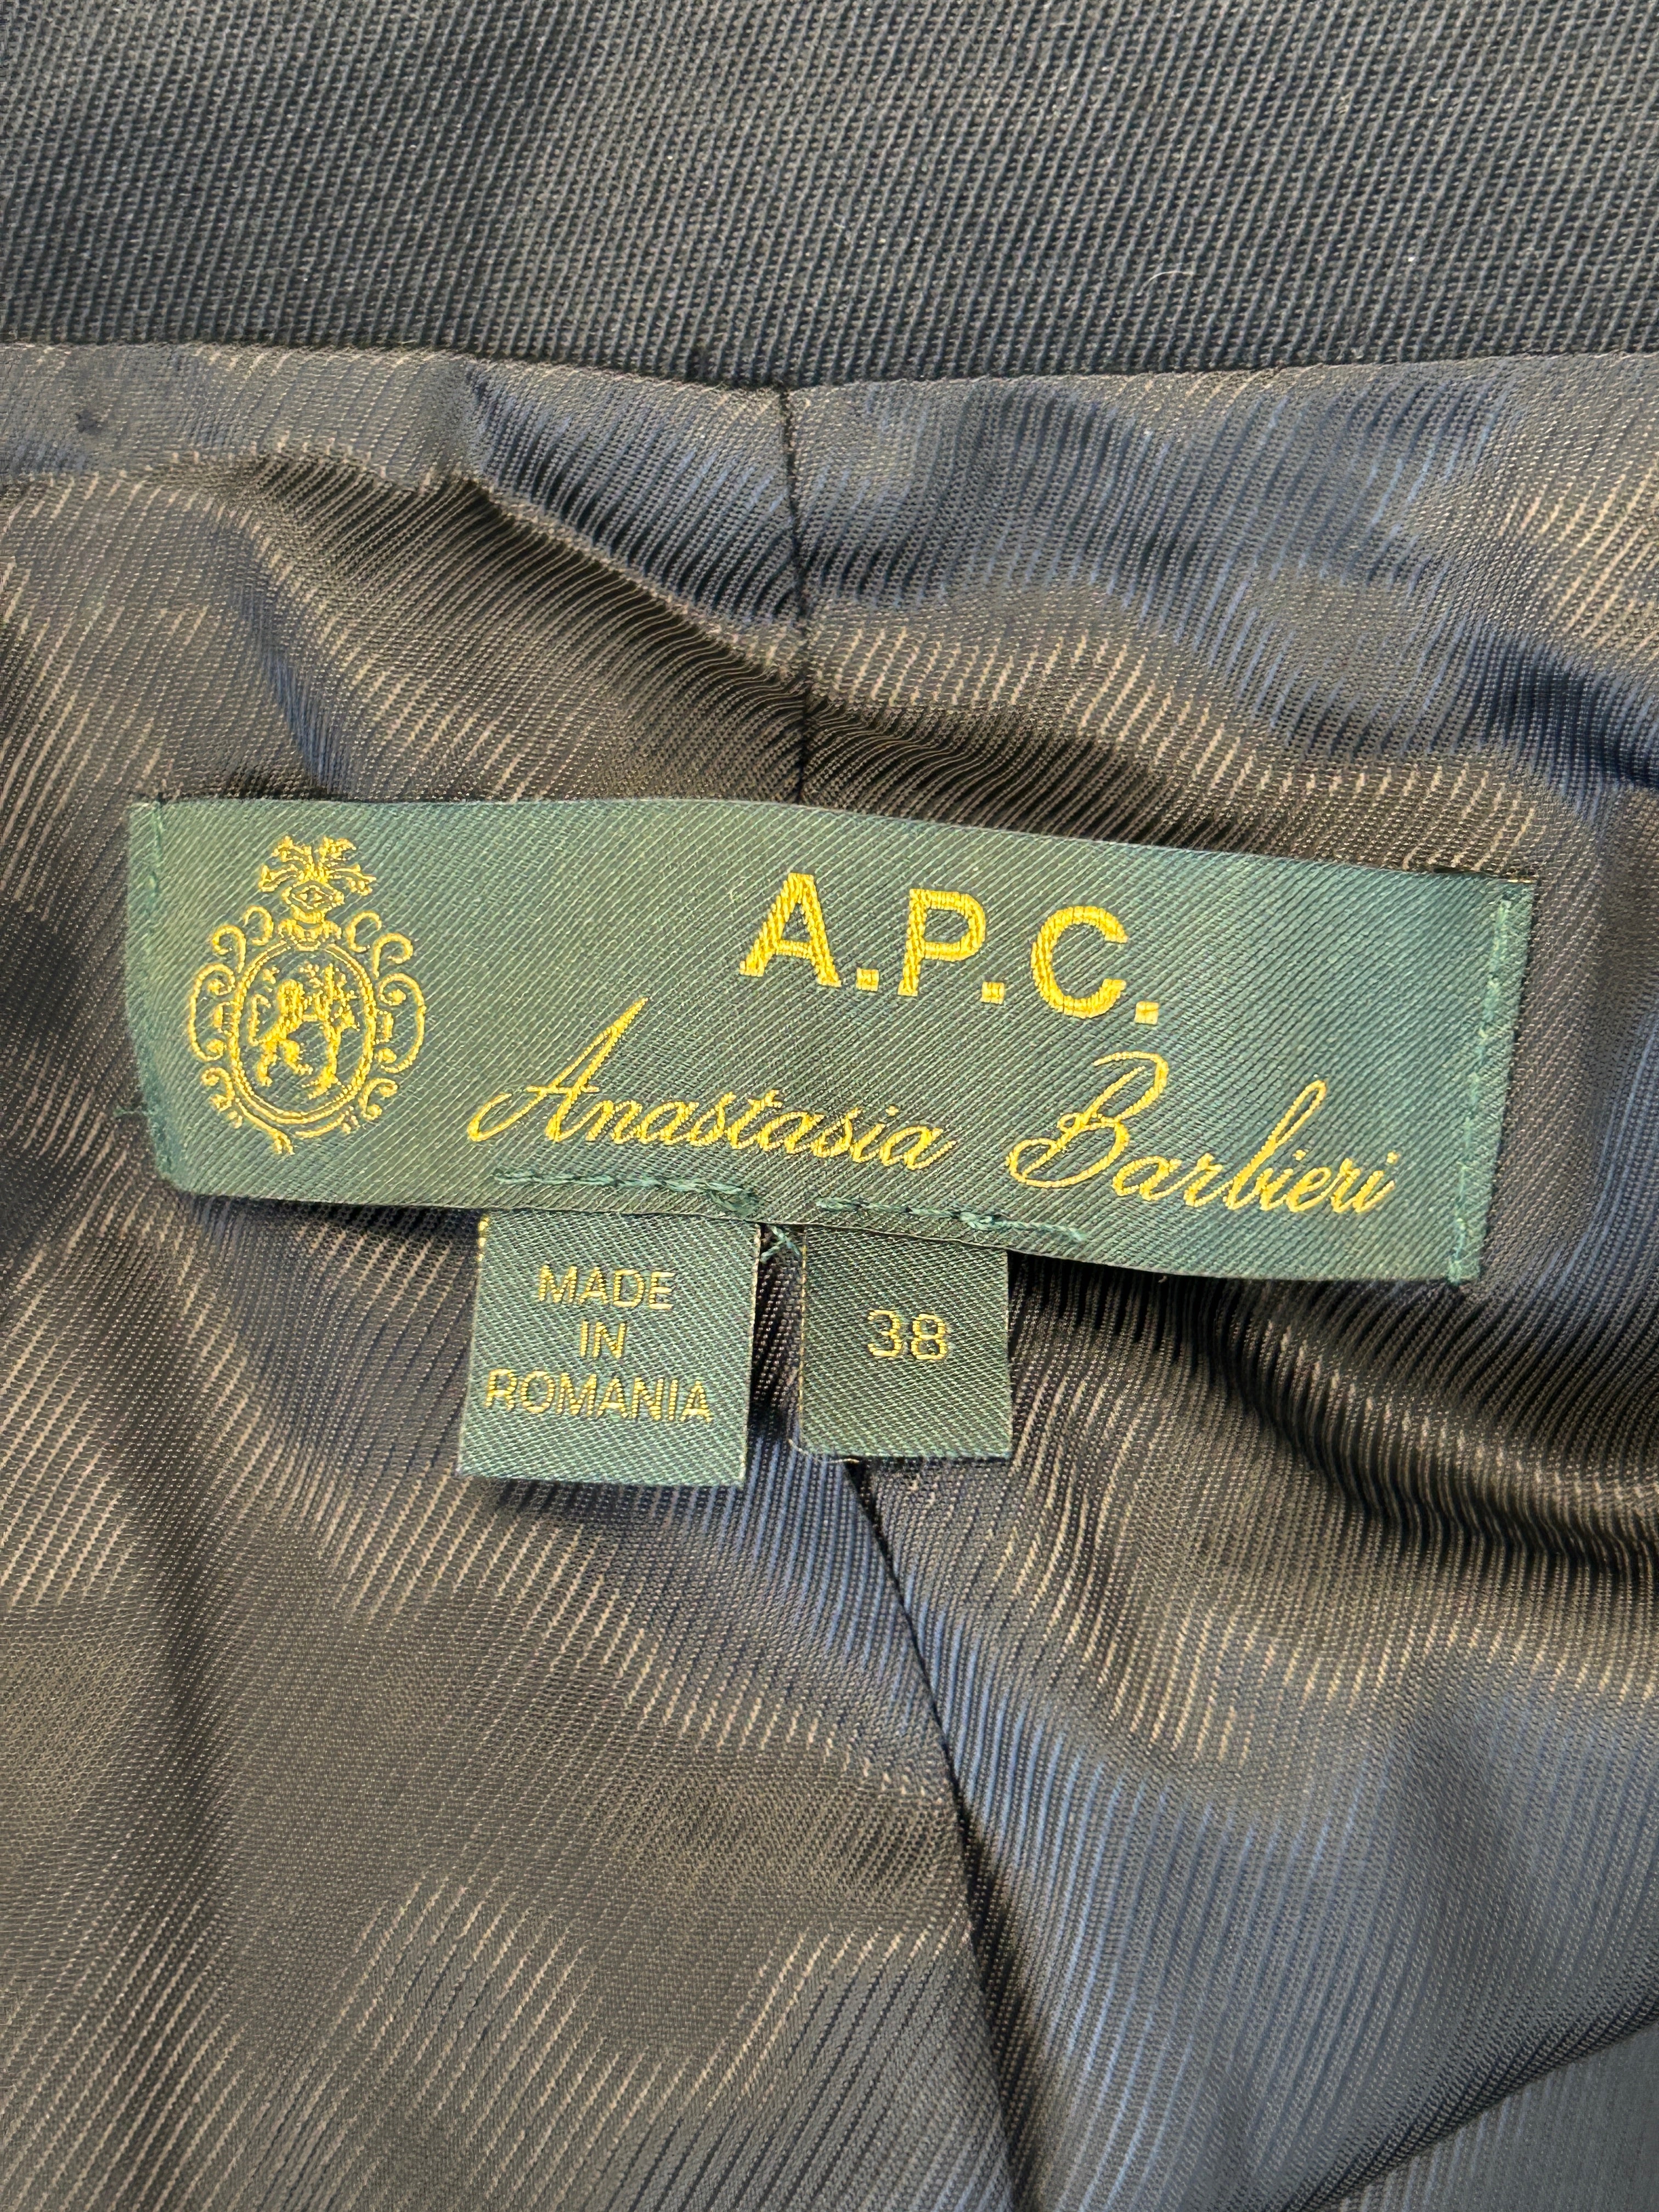 A.P.C.
Anastasia Barbieri
MADE
IN
ROMANIA
38